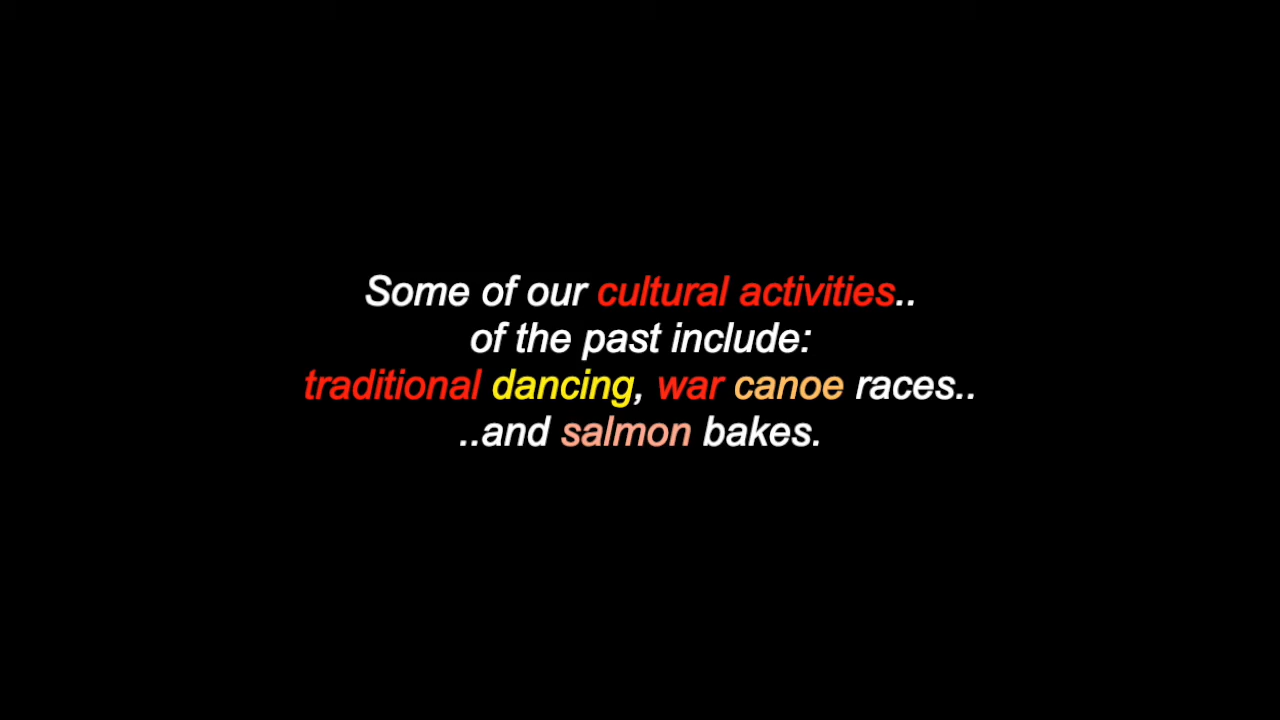 Some of our cultural activities..
of the past include:
traditional dancing, war canoe races..
..and salmon bakes.